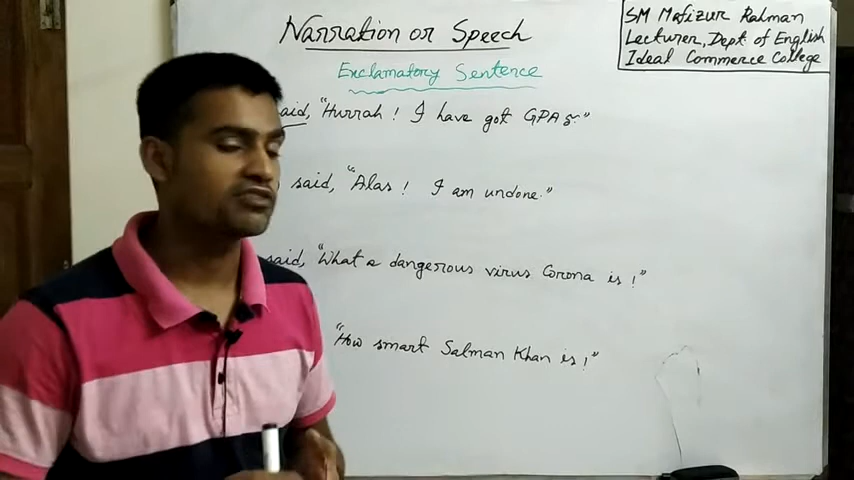 Narration or Speech
SM Mafizur Rahman
Lecturer, Dept of English
Ideal Commerce College
Exclamatory Sentence
said, "Hurrah! I have got GPA 5."
said, "Alas! I am undone."
said, "What a dangerous virus Corona is!"
"How smart Salman Khan is!"